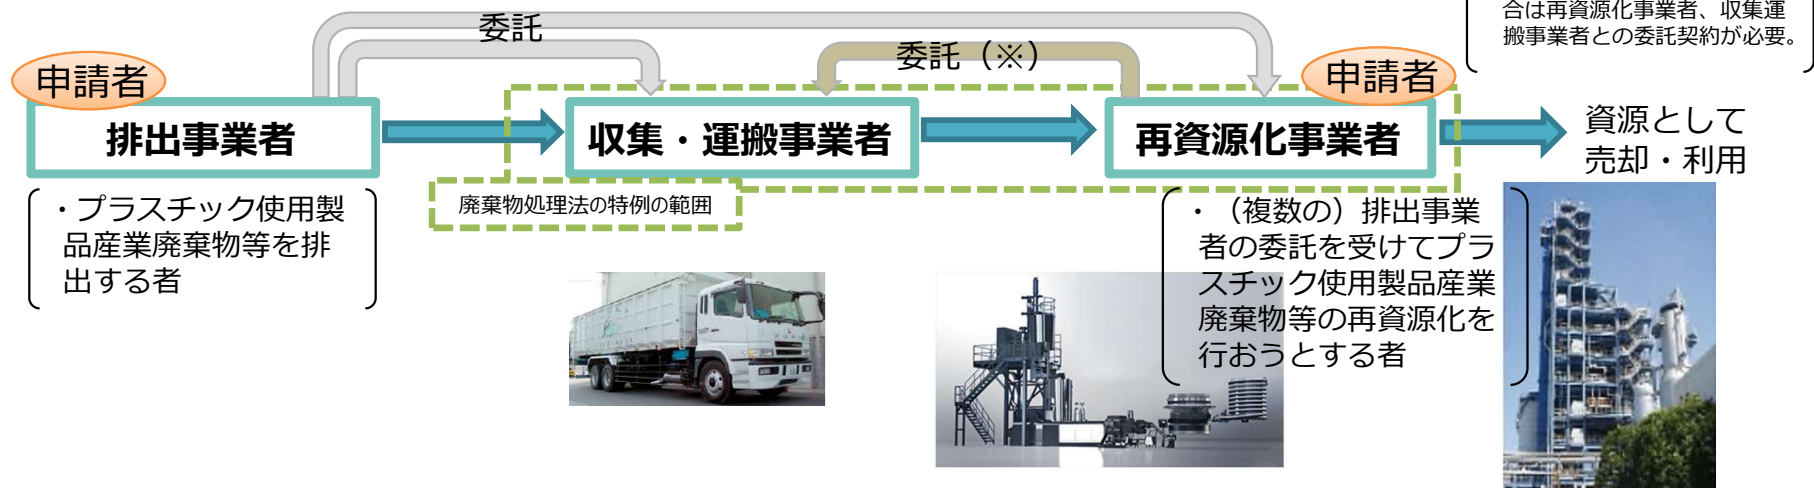 合は再資源化事業者、収集運
搬事業者との委託契約が必要。
委託
委託（※）
申請者
申請者
排出事業者
収集・運搬事業者
再資源化事業者
資源として
売却・利用
廃棄物処理法の特例の範囲
・プラスチック使用製
品産業廃棄物等を排
出する者
・（複数の）排出事業
者の委託を受けてプラ
スチック使用製品産業
廃棄物等の再資源化を
行おうとする者